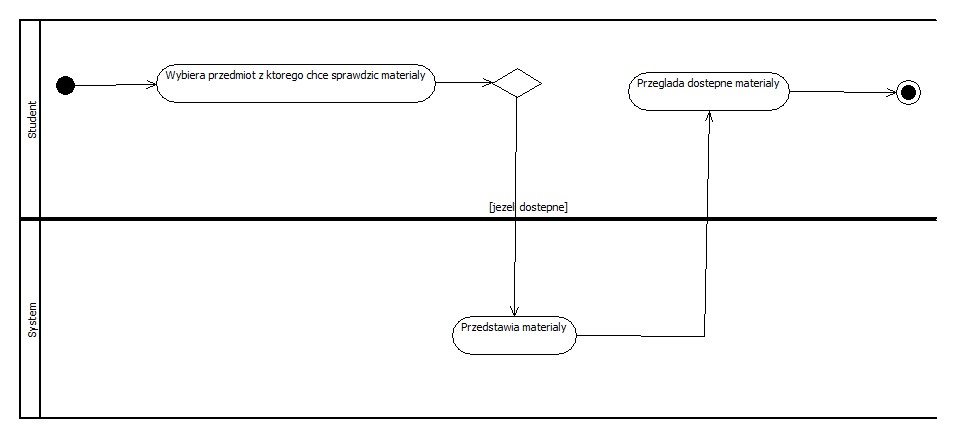 Student
Wybiera przedmiot z ktorego chce sprawdzic materialy
Przeglada dostepne materialy
[jezeli dostepne]
System
Przedstawia materialy